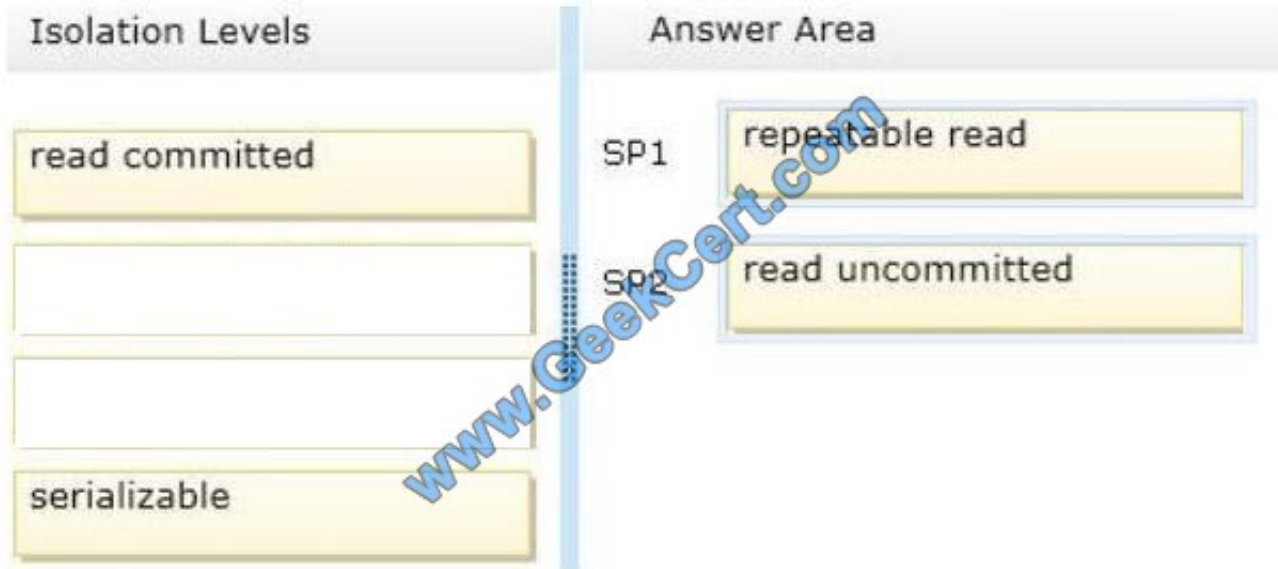 Isolation Levels
Answer Area
read committed
SP1
repeatable read
SP2
read uncommitted
serializable
www.GeekCert.com